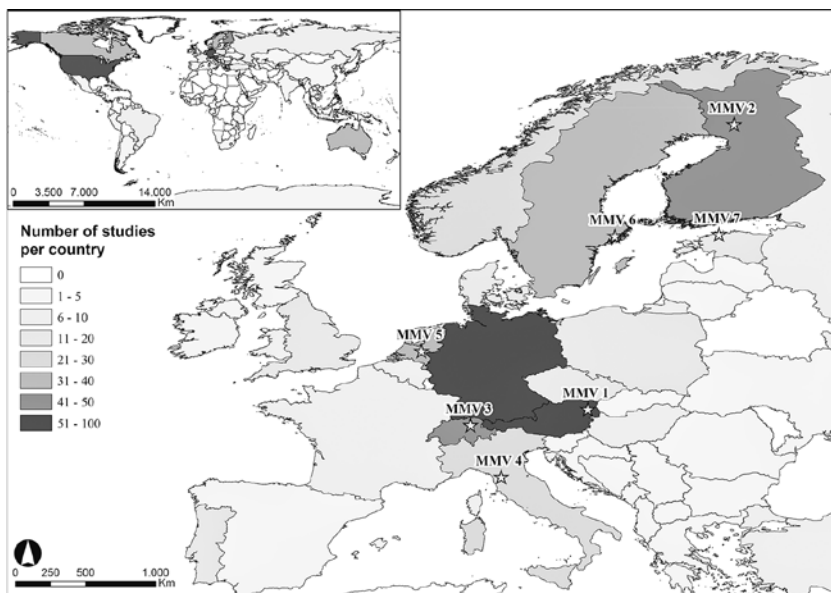 0 3.500 7.000 14.000
Km
Number of studies
per country
0
1 - 5
6 - 10
11 - 20
21 - 30
31 - 40
41 - 50
51 - 100
MMV 2
MMV 6
MMV 7
MMV 5
MMV 1
MMV 3
MMV 4
0 250 500 1.000
Km